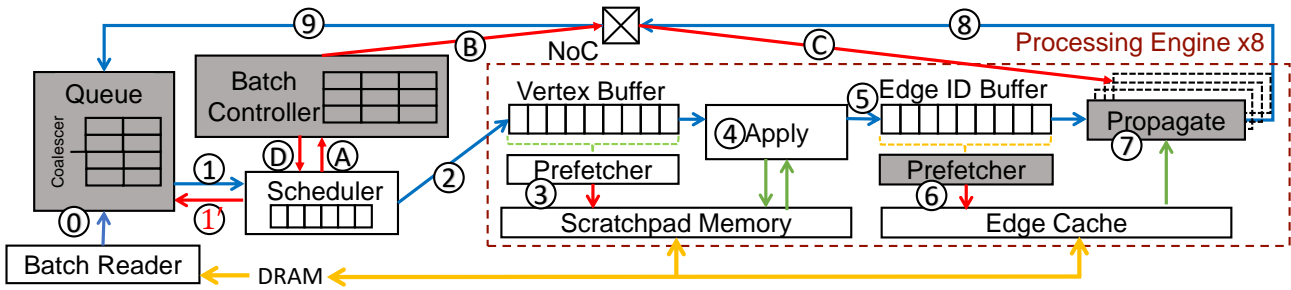 ⑨
Ⓑ
NoC
Ⓒ
⑧
Processing Engine x8
Queue
Coalescer
Batch
Controller
Vertex Buffer
④ Apply
⑤
Edge ID Buffer
Propagate
⑦
Ⓓ
Ⓐ
①
1'
②
Scheduler
Prefetcher
③
Scratchpad Memory
Prefetcher
⑥
Edge Cache
⓪
Batch Reader
DRAM